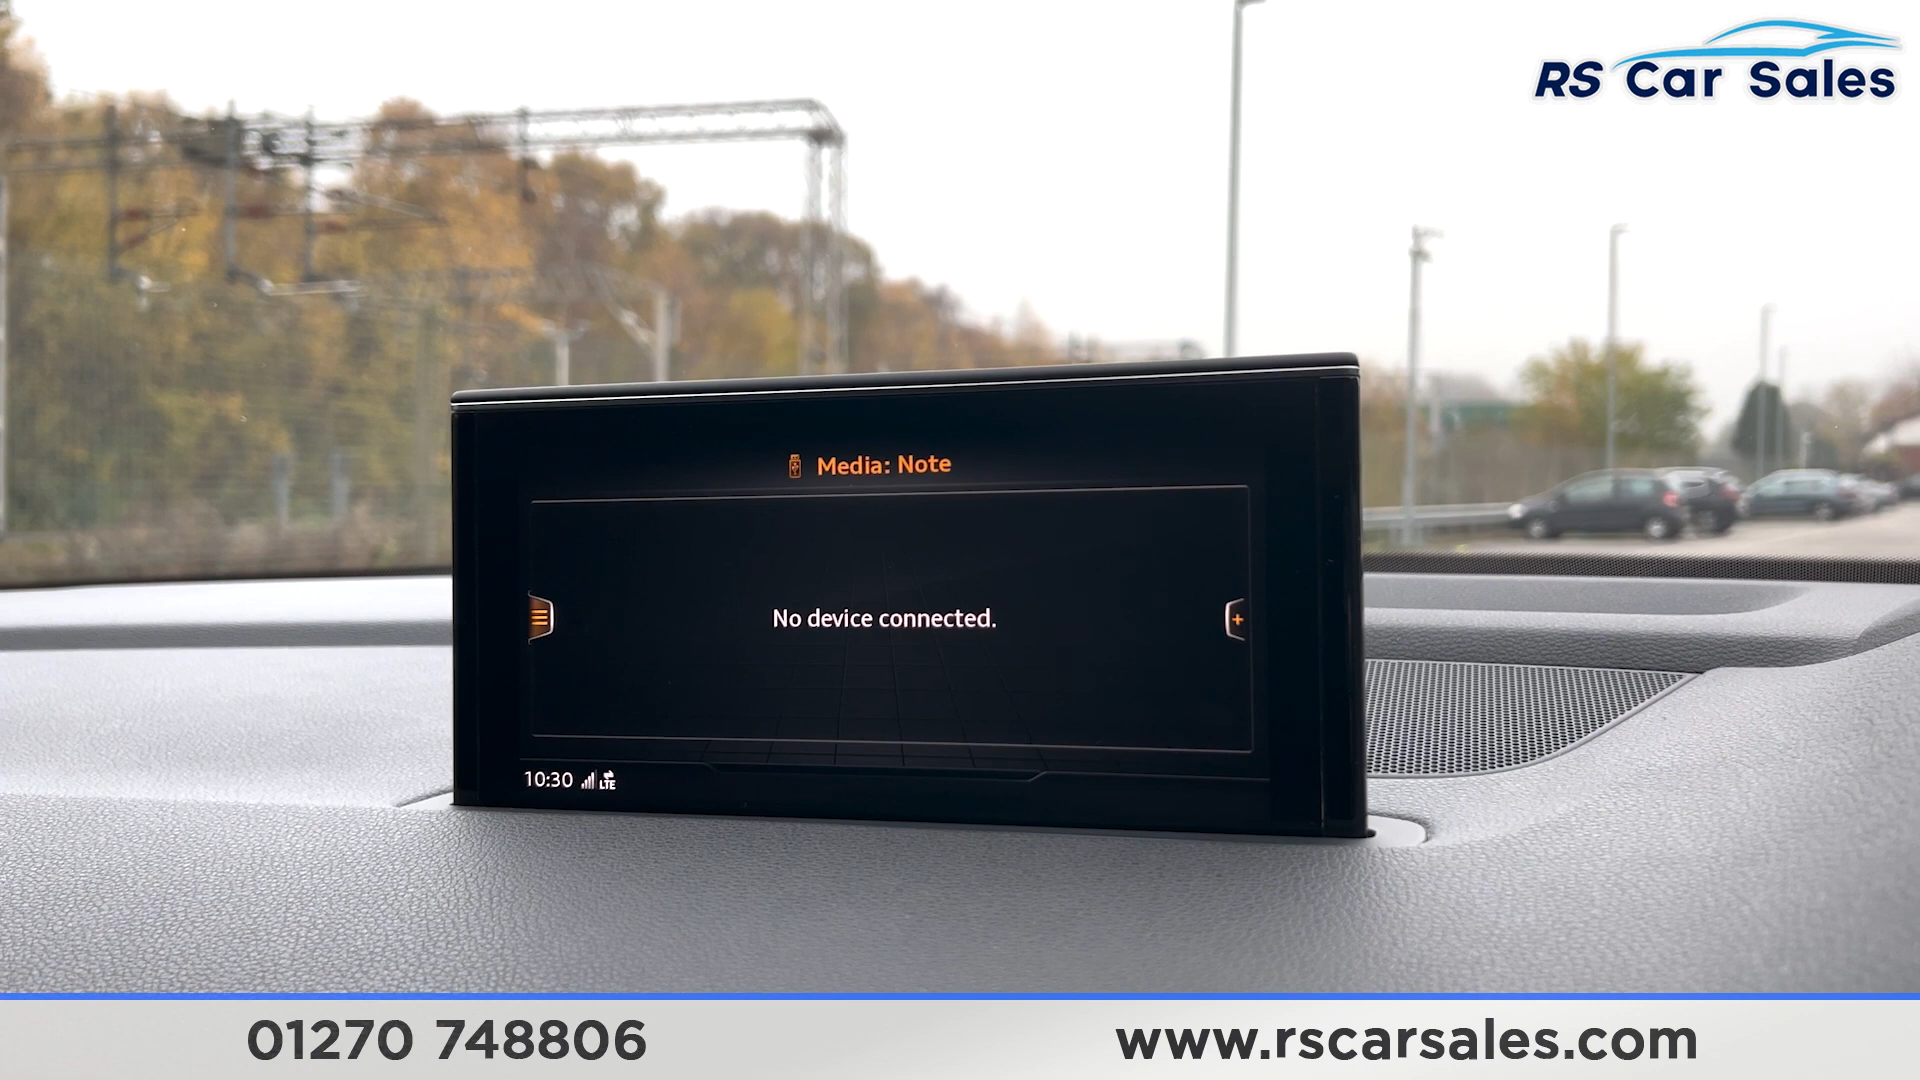 RS Car Sales
Media: Note
No device connected.
10:30 LTE
01270 748806
www.rscarsales.com